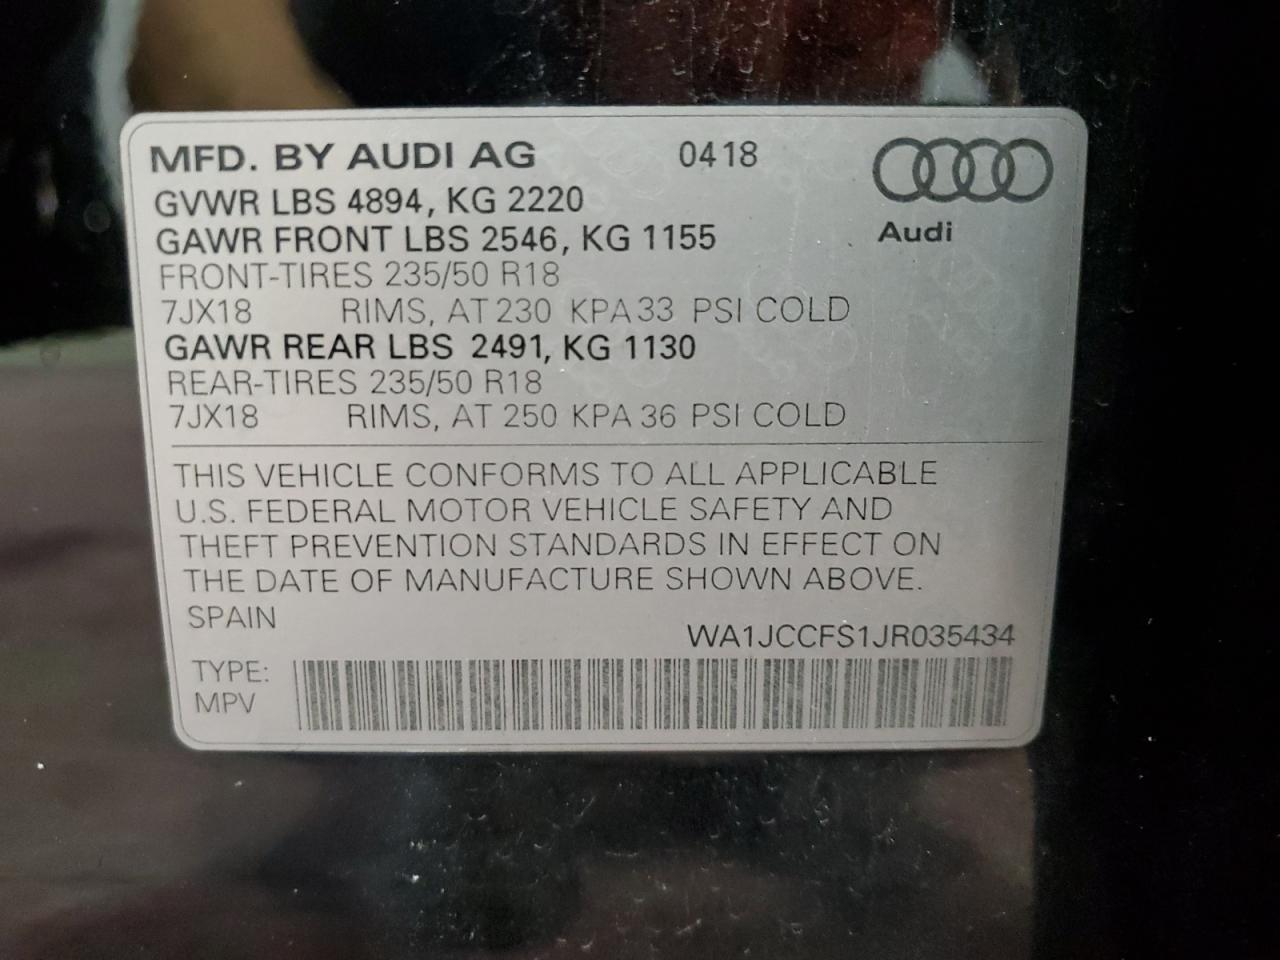 MFD. BY AUDI AG 0418
Audi
GVWR LBS 4894, KG 2220
GAWR FRONT LBS 2546, KG 1155
FRONT-TIRES 235/50 R18
7JX18 RIMS, AT 230 KPA 33 PSI COLD
GAWR REAR LBS 2491, KG 1130
REAR-TIRES 235/50 R18
7JX18 RIMS, AT 250 KPA 36 PSI COLD
THIS VEHICLE CONFORMS TO ALL APPLICABLE
U.S. FEDERAL MOTOR VEHICLE SAFETY AND
THEFT PREVENTION STANDARDS IN EFFECT ON
THE DATE OF MANUFACTURE SHOWN ABOVE.
SPAIN
WA1JCCFS1JR035434
TYPE:
MPV